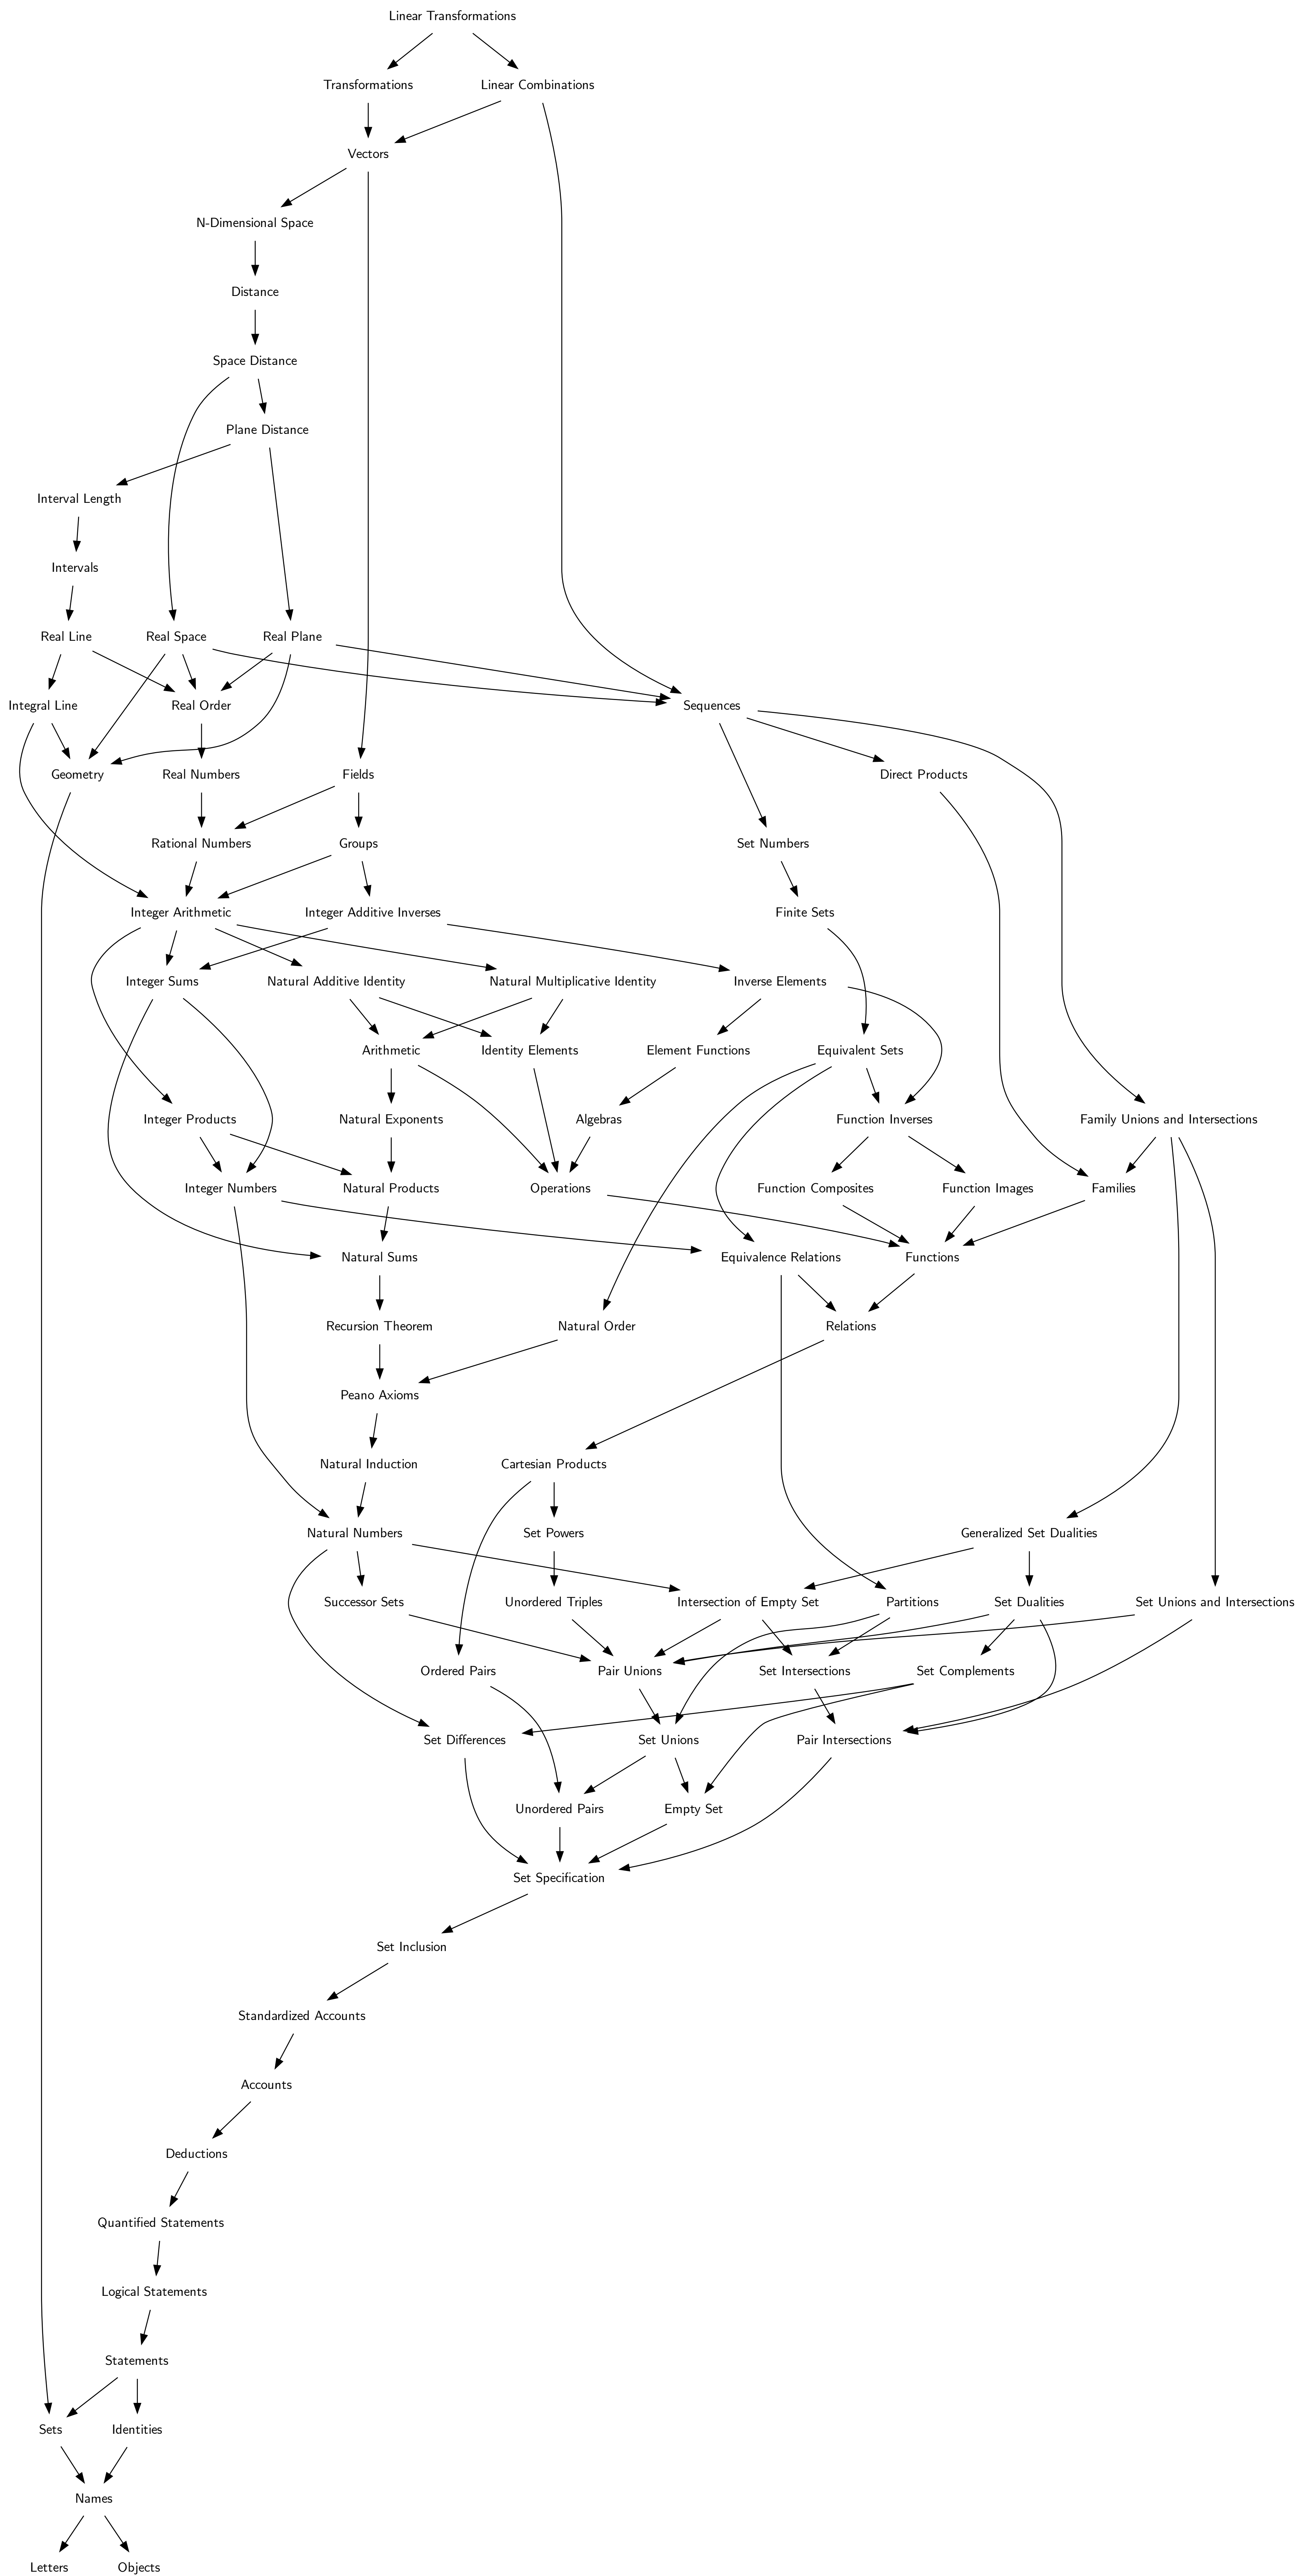 Linear Transformations
Transformations
Linear Combinations
Vectors
N-Dimensional Space
Distance
Space Distance
Plane Distance
Interval Length
Intervals
Real Line
Real Space
Real Plane
Integral Line
Real Order
Sequences
Geometry
Real Numbers
Fields
Direct Products
Rational Numbers
Groups
Set Numbers
Integer Arithmetic
Integer Additive Inverses
Finite Sets
Integer Sums
Natural Additive Identity
Natural Multiplicative Identity
Inverse Elements
Arithmetic
Identity Elements
Element Functions
Equivalent Sets
Integer Products
Natural Exponents
Algebras
Function Inverses
Family Unions and Intersections
Integer Numbers
Natural Products
Operations
Function Composites
Function Images
Families
Natural Sums
Equivalence Relations
Functions
Recursion Theorem
Natural Order
Relations
Peano Axioms
Natural Induction
Cartesian Products
Natural Numbers
Set Powers
Generalized Set Dualities
Successor Sets
Unordered Triples
Intersection of Empty Set
Partitions
Set Dualities
Set Unions and Intersections
Ordered Pairs
Pair Unions
Set Intersections
Set Complements
Set Differences
Set Unions
Pair Intersections
Unordered Pairs
Empty Set
Set Specification
Set Inclusion
Standardized Accounts
Accounts
Deductions
Quantified Statements
Logical Statements
Statements
Sets
Identities
Names
Letters
Objects